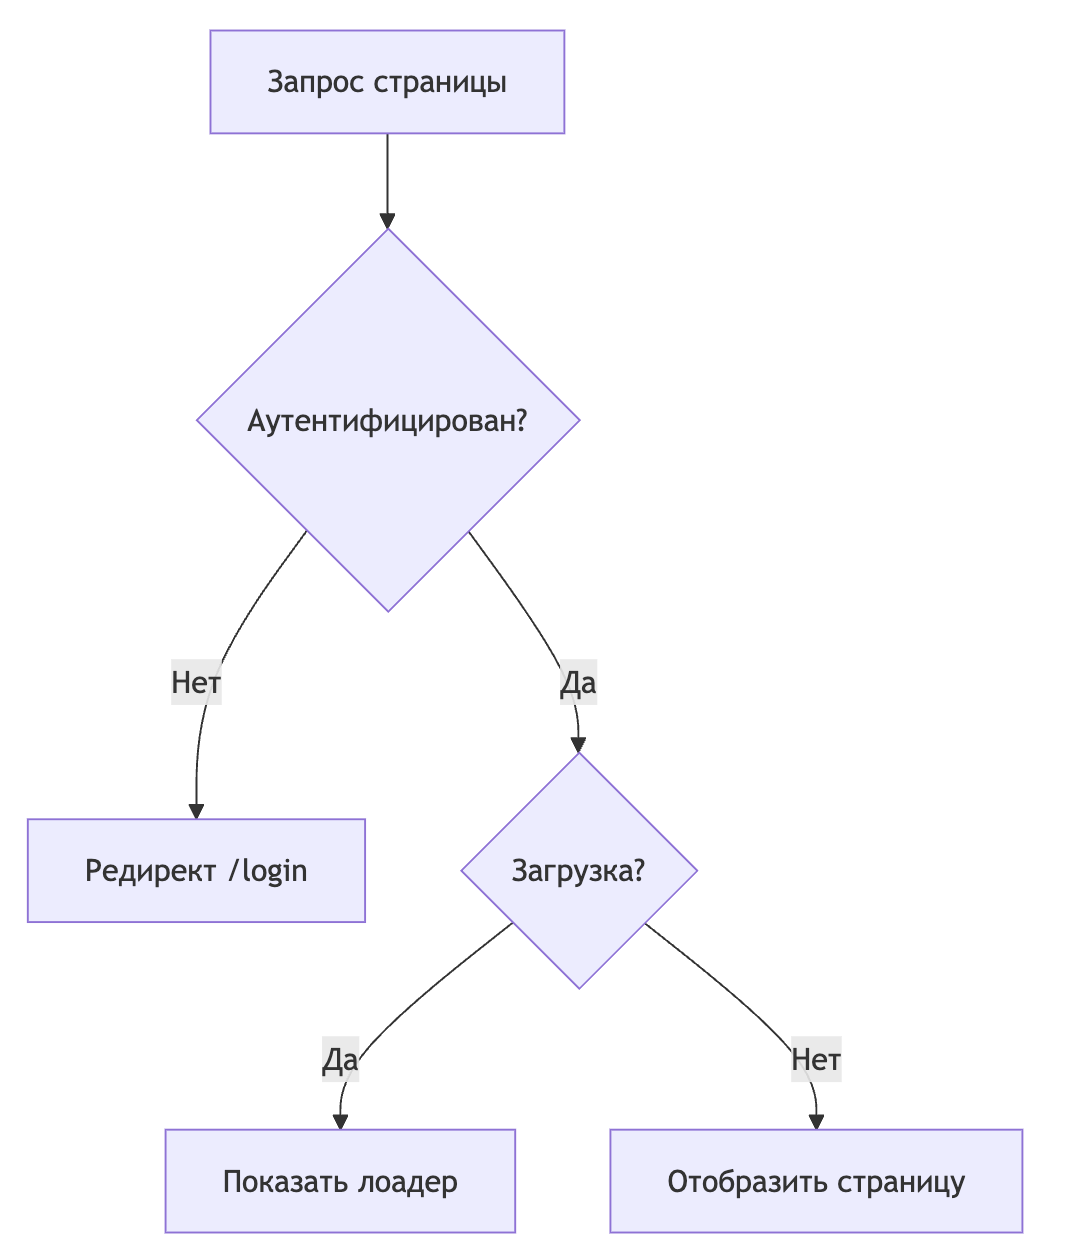 Запрос страницы
Аутентифицирован?
Нет
Да
Редирект /login
Загрузка?
Да
Нет
Показать лоадер
Отобразить страницу